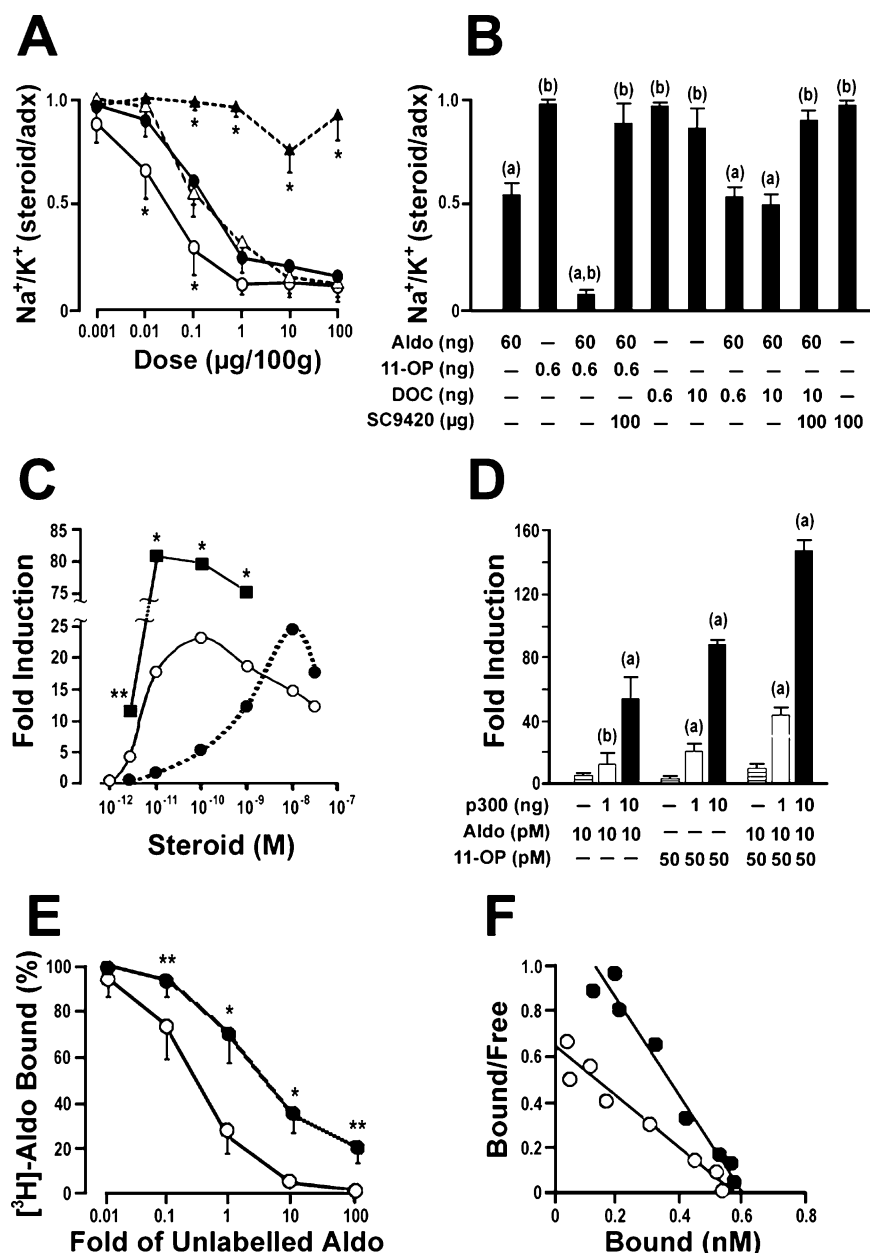 A
Na⁺/K⁺ (steroid/adx)
1.0
0.5
0
* * * *
* * * *
0.001 0.01 0.1 1 10 100
Dose (µg/100g)
B
Na⁺/K⁺ (steroid/adx)
1.0
0.5
0
(a) (b) (a,b) (b) (b) (b) (a) (a) (b) (b)
Aldo (ng) 60 – 60 60 – – 60 60 60 –
11-OP (ng) – 0.6 0.6 0.6 – – – – – –
DOC (ng) – – – – 0.6 10 0.6 10 10 –
SC9420 (µg) – – – 100 – – – – 100 100
C
Fold Induction
85
80
75
25
20
15
10
5
0
** * * *
10⁻¹² 10⁻¹¹ 10⁻¹⁰ 10⁻⁹ 10⁻⁸ 10⁻⁷
Steroid (M)
D
Fold Induction
160
120
80
40
0
(b) (a) (a) (a) (a) (a)
p300 (ng) – 1 10 – 1 10 – 1 10
Aldo (pM) 10 10 10 – – – 10 10 10
11-OP (pM) – – – 50 50 50 50 50 50
E
[³H]-Aldo Bound (%)
100
80
60
40
20
0
** * * **
0.01 0.1 1 10 100
Fold of Unlabelled Aldo
F
Bound/Free
1.0
0.8
0.6
0.4
0.2
0
0 0.2 0.4 0.6 0.8
Bound (nM)